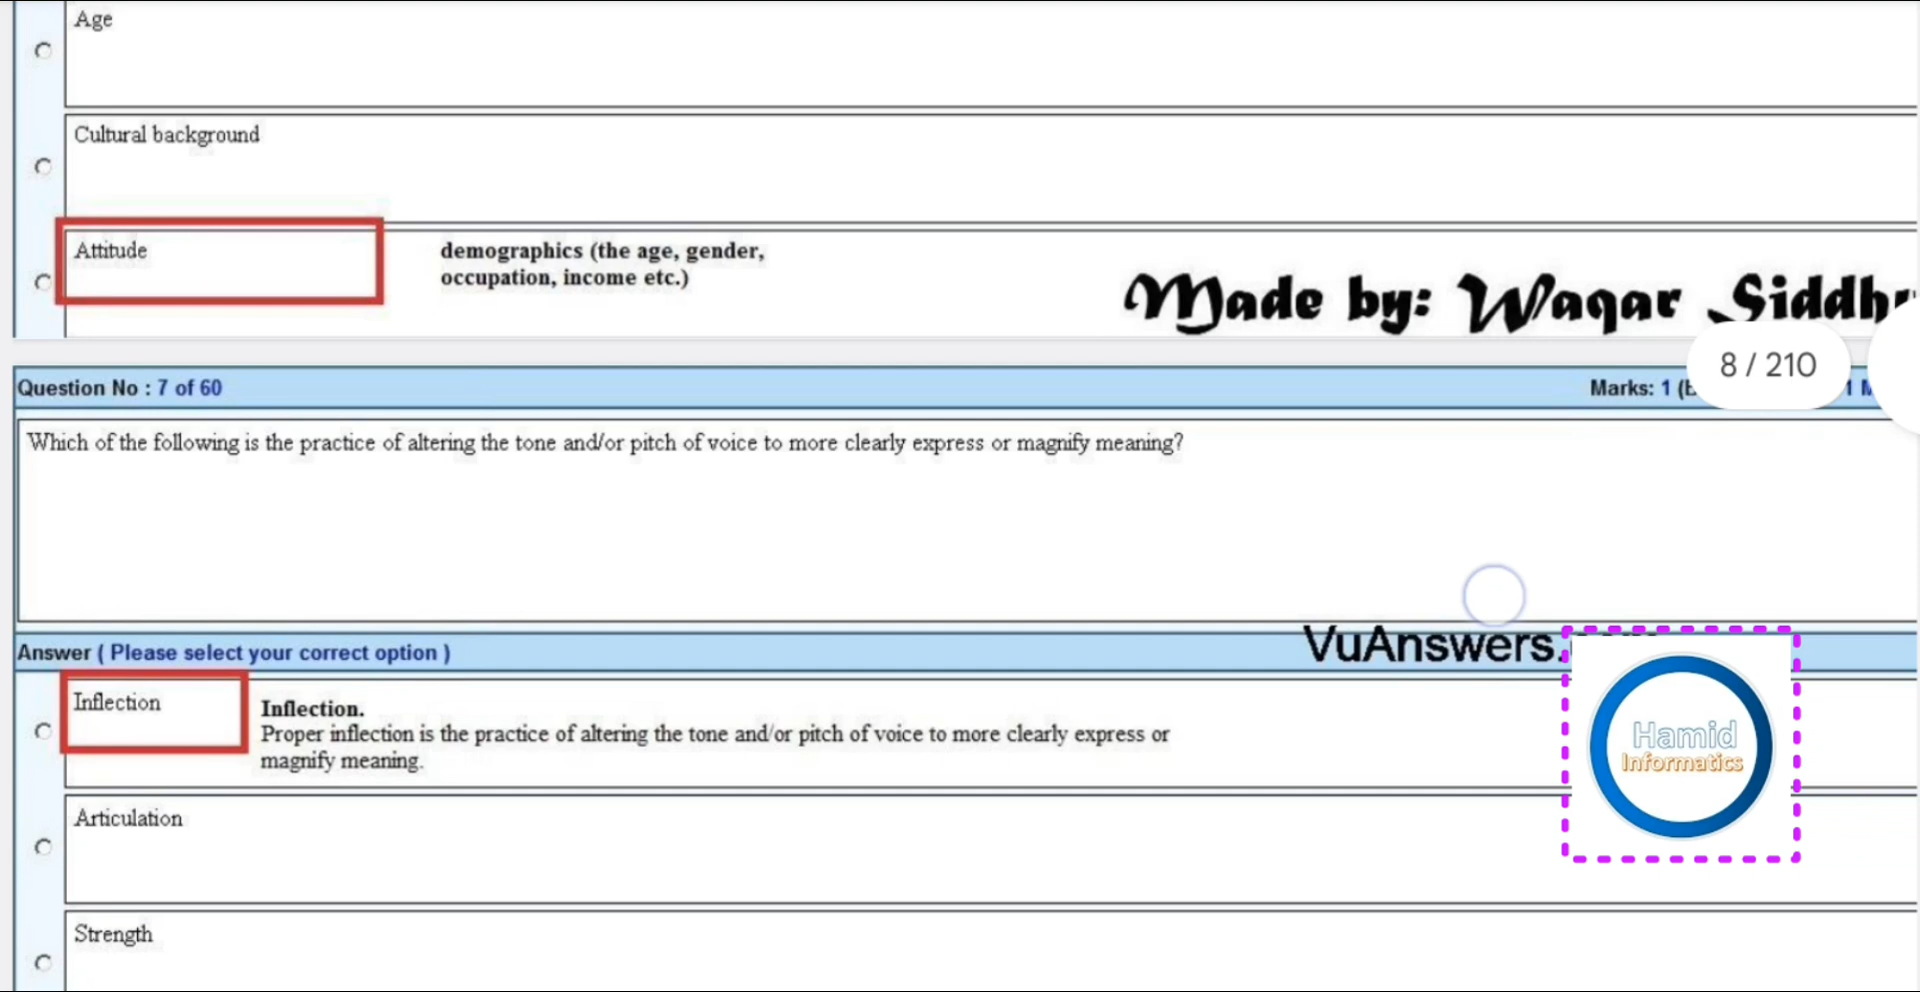 Age
Cultural background
Attitude
demographics (the age, gender,
occupation, income etc.)
Made by: Waqar
8 / 210
Question No : 7 of 60
Marks: 1
Which of the following is the practice of altering the tone and/or pitch of voice to more clearly express or magnify meaning?
VuAnswers.
Answer ( Please select your correct option )
Inflection
Inflection.
Proper inflection is the practice of altering the tone and/or pitch of voice to more clearly express or
magnify meaning.
Hamid
Informatics
Articulation
Strength